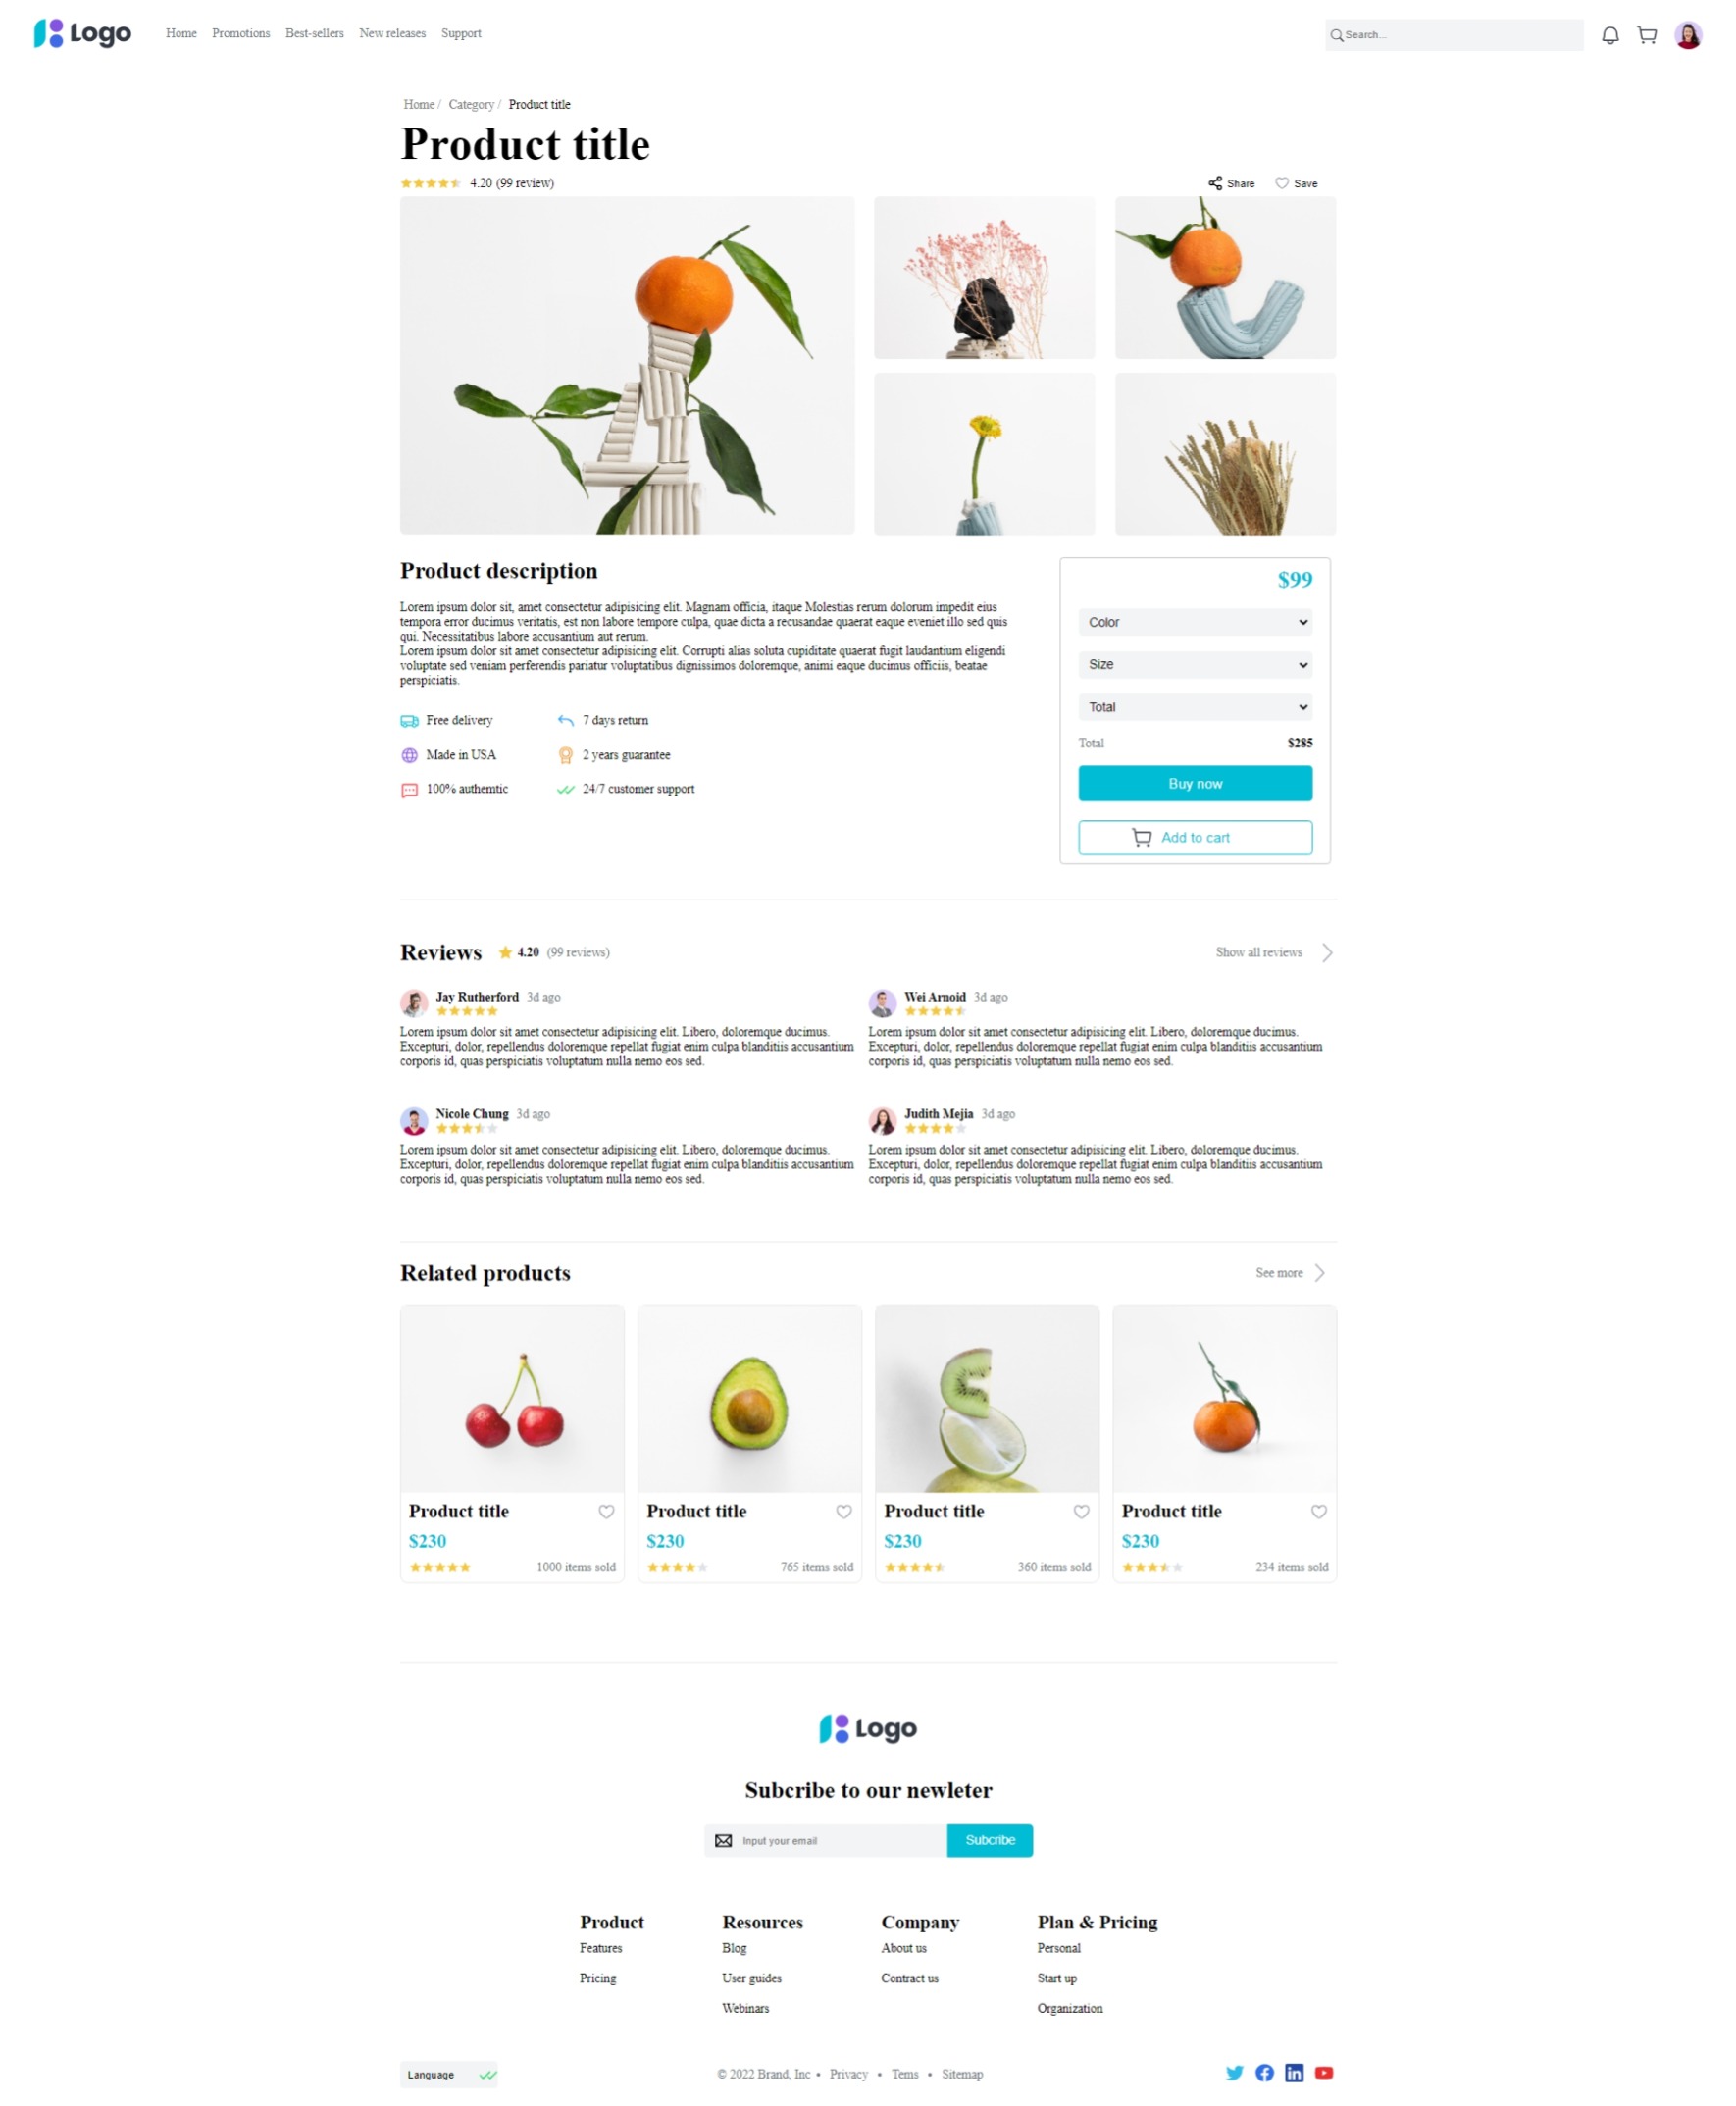 Logo
Home Promotions Best-sellers New releases Support
Search...
Home / Category / Product title
Product title
4.20 (99 review)
Share Save
Product description
Lorem ipsum dolor sit, amet consectetur adipisicing elit. Magnam officia, itaque Molestias rerum dolorum impedit eius
tempora error ducimus veritatis, est non labore tempore culpa, quae dicta a recusandae quaerat eaque eveniet illo sed quis
qui. Necessitatibus labore accusantium aut rerum.
Lorem ipsum dolor sit amet consectetur adipisicing elit. Corrupti alias soluta cupiditate quaerat fugit laudantium eligendi
voluptate sed veniam perferendis pariatur voluptatibus dignissimos doloremque, animi eaque ducimus officiis, beatae
perspiciatis.
Free delivery 7 days return
Made in USA 2 years guarantee
100% authemtic 24/7 customer support
$99
Color
Size
Total
Total $285
Buy now
Add to cart
Reviews 4.20 (99 reviews) Show all reviews
Jay Rutherford 3d ago
Lorem ipsum dolor sit amet consectetur adipisicing elit. Libero, doloremque ducimus.
Excepturi, dolor, repellendus doloremque repellat fugiat enim culpa blanditiis accusantium
corporis id, quas perspiciatis voluptatum nulla nemo eos sed.
Wei Arnoid 3d ago
Lorem ipsum dolor sit amet consectetur adipisicing elit. Libero, doloremque ducimus.
Excepturi, dolor, repellendus doloremque repellat fugiat enim culpa blanditiis accusantium
corporis id, quas perspiciatis voluptatum nulla nemo eos sed.
Nicole Chung 3d ago
Lorem ipsum dolor sit amet consectetur adipisicing elit. Libero, doloremque ducimus.
Excepturi, dolor, repellendus doloremque repellat fugiat enim culpa blanditiis accusantium
corporis id, quas perspiciatis voluptatum nulla nemo eos sed.
Judith Mejia 3d ago
Lorem ipsum dolor sit amet consectetur adipisicing elit. Libero, doloremque ducimus.
Excepturi, dolor, repellendus doloremque repellat fugiat enim culpa blanditiis accusantium
corporis id, quas perspiciatis voluptatum nulla nemo eos sed.
Related products See more
Product title
$230
1000 items sold
Product title
$230
765 items sold
Product title
$230
360 items sold
Product title
$230
234 items sold
Logo
Subcribe to our newleter
Input your email Subcribe
Product
Features
Pricing
Resources
Blog
User guides
Webinars
Company
About us
Contract us
Plan & Pricing
Personal
Start up
Organization
Language
© 2022 Brand, Inc • Privacy • Tems • Sitemap